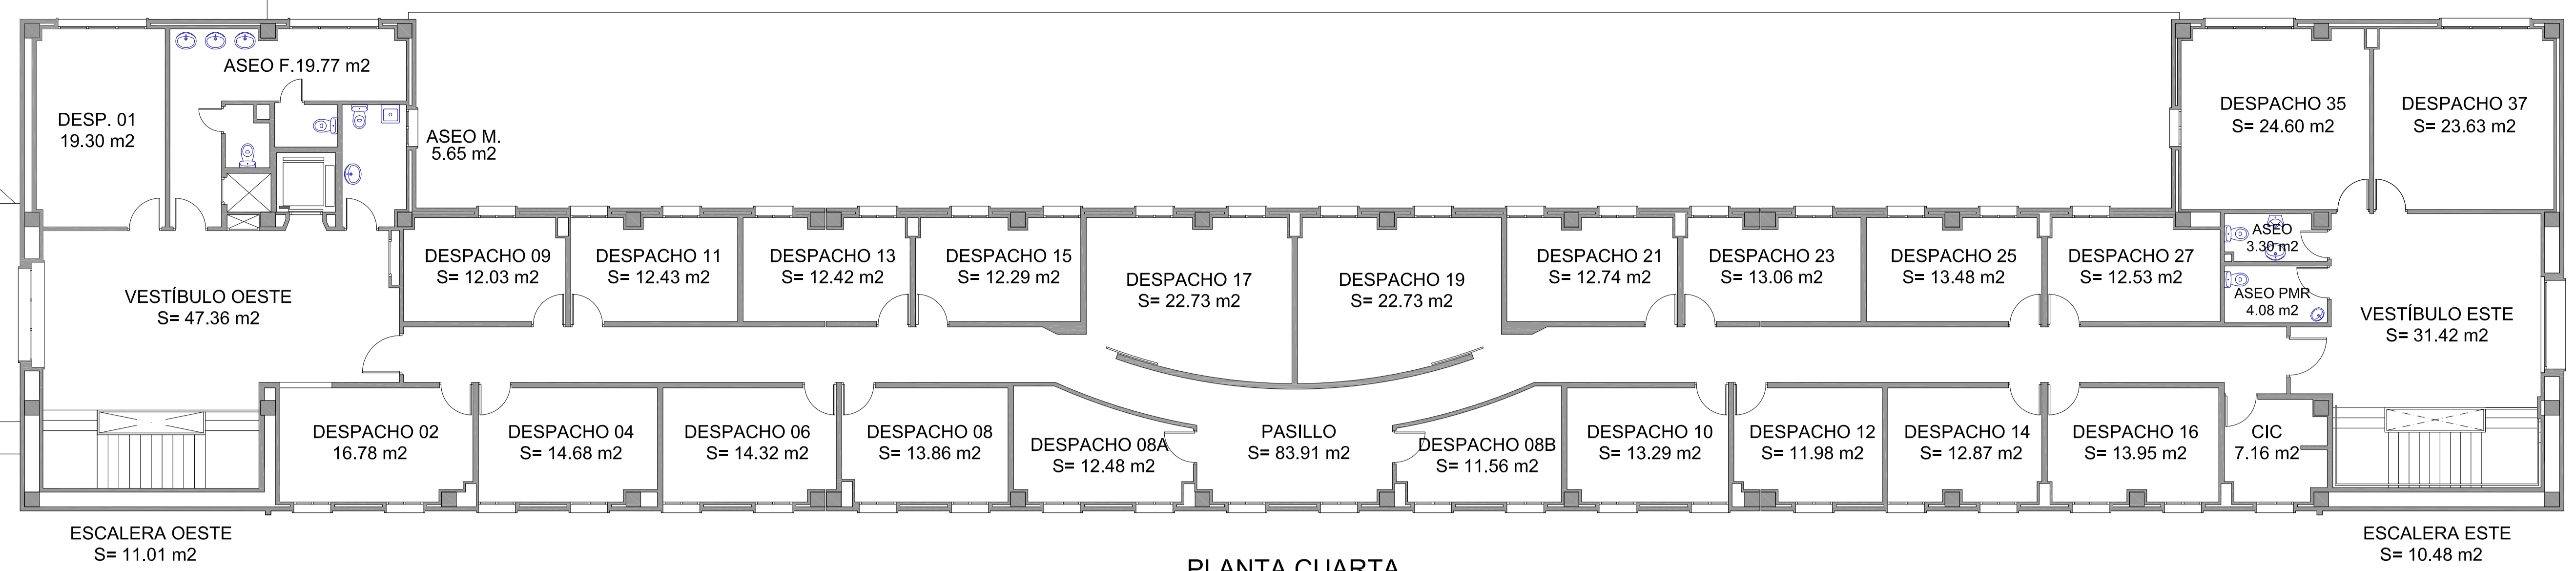 ASEO F.19.77 m2
DESP. 01
19.30 m2
ASEO M.
5.65 m2
DESPACHO 35
S= 24.60 m2
DESPACHO 37
S= 23.63 m2
VESTÍBULO OESTE
S= 47.36 m2
DESPACHO 09
S= 12.03 m2
DESPACHO 11
S= 12.43 m2
DESPACHO 13
S= 12.42 m2
DESPACHO 15
S= 12.29 m2
DESPACHO 17
S= 22.73 m2
DESPACHO 19
S= 22.73 m2
DESPACHO 21
S= 12.74 m2
DESPACHO 23
S= 13.06 m2
DESPACHO 25
S= 13.48 m2
DESPACHO 27
S= 12.53 m2
ASEO
3.30 m2
ASEO PMR
4.08 m2
VESTÍBULO ESTE
S= 31.42 m2
DESPACHO 02
16.78 m2
DESPACHO 04
S= 14.68 m2
DESPACHO 06
S= 14.32 m2
DESPACHO 08
S= 13.86 m2
DESPACHO 08A
S= 12.48 m2
PASILLO
S= 83.91 m2
DESPACHO 08B
S= 11.56 m2
DESPACHO 10
S= 13.29 m2
DESPACHO 12
S= 11.98 m2
DESPACHO 14
S= 12.87 m2
DESPACHO 16
S= 13.95 m2
CIC
7.16 m2
ESCALERA OESTE
S= 11.01 m2
ESCALERA ESTE
S= 10.48 m2
PLANTA CUARTA